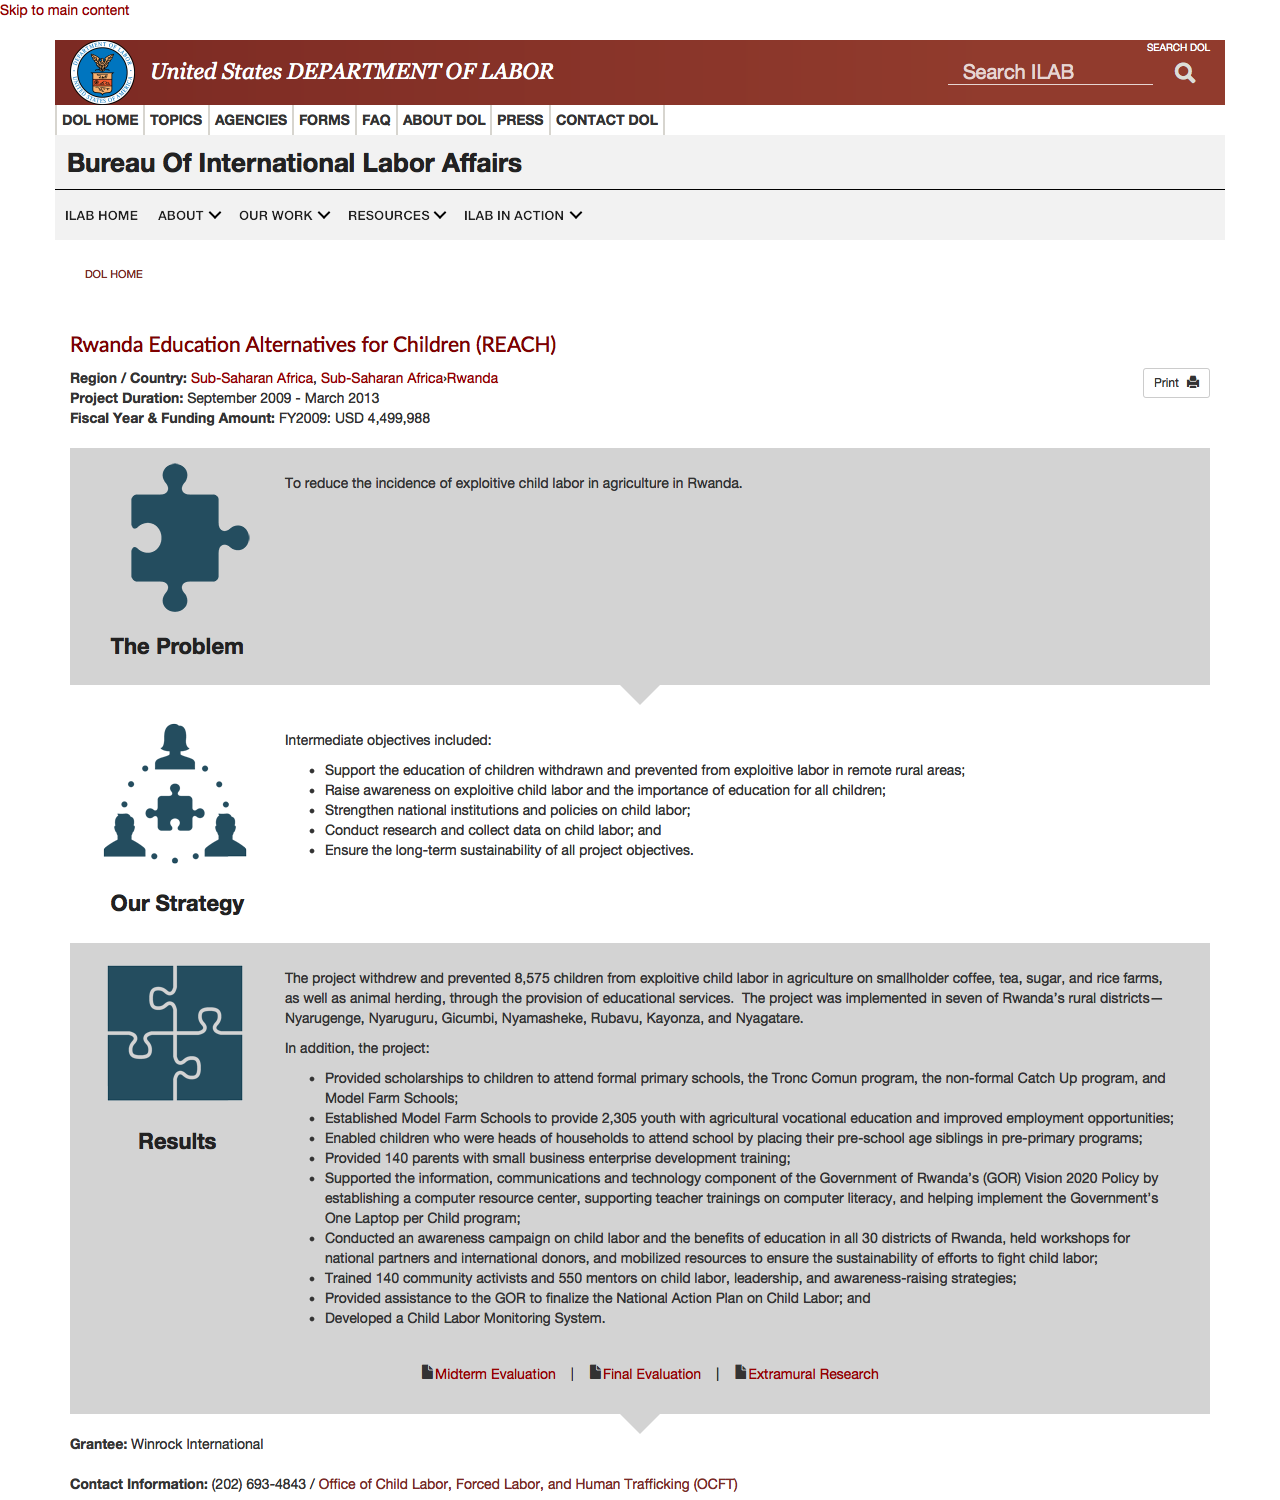 Skip to main content
SEARCH DOL
United States DEPARTMENT OF LABOR
Search ILAB
DOL HOME TOPICS AGENCIES FORMS FAQ ABOUT DOL PRESS CONTACT DOL
Bureau Of International Labor Affairs
ILAB HOME ABOUT OUR WORK RESOURCES ILAB IN ACTION
DOL HOME
Rwanda Education Alternatives for Children (REACH)
Region / Country: Sub-Saharan Africa, Sub-Saharan Africa›Rwanda
Print
Project Duration: September 2009 - March 2013
Fiscal Year & Funding Amount: FY2009: USD 4,499,988
To reduce the incidence of exploitive child labor in agriculture in Rwanda.
The Problem
Intermediate objectives included:
• Support the education of children withdrawn and prevented from exploitive labor in remote rural areas;
• Raise awareness on exploitive child labor and the importance of education for all children;
• Strengthen national institutions and policies on child labor;
• Conduct research and collect data on child labor; and
• Ensure the long-term sustainability of all project objectives.
Our Strategy
The project withdrew and prevented 8,575 children from exploitive child labor in agriculture on smallholder coffee, tea, sugar, and rice farms,
as well as animal herding, through the provision of educational services.  The project was implemented in seven of Rwanda's rural districts—
Nyarugenge, Nyaruguru, Gicumbi, Nyamasheke, Rubavu, Kayonza, and Nyagatare.
In addition, the project:
• Provided scholarships to children to attend formal primary schools, the Tronc Comun program, the non-formal Catch Up program, and
Model Farm Schools;
• Established Model Farm Schools to provide 2,305 youth with agricultural vocational education and improved employment opportunities;
• Enabled children who were heads of households to attend school by placing their pre-school age siblings in pre-primary programs;
• Provided 140 parents with small business enterprise development training;
• Supported the information, communications and technology component of the Government of Rwanda's (GOR) Vision 2020 Policy by
establishing a computer resource center, supporting teacher trainings on computer literacy, and helping implement the Government's
One Laptop per Child program;
• Conducted an awareness campaign on child labor and the benefits of education in all 30 districts of Rwanda, held workshops for
national partners and international donors, and mobilized resources to ensure the sustainability of efforts to fight child labor;
• Trained 140 community activists and 550 mentors on child labor, leadership, and awareness-raising strategies;
• Provided assistance to the GOR to finalize the National Action Plan on Child Labor; and
• Developed a Child Labor Monitoring System.
Results
Midterm Evaluation | Final Evaluation | Extramural Research
Grantee: Winrock International
Contact Information: (202) 693-4843 / Office of Child Labor, Forced Labor, and Human Trafficking (OCFT)